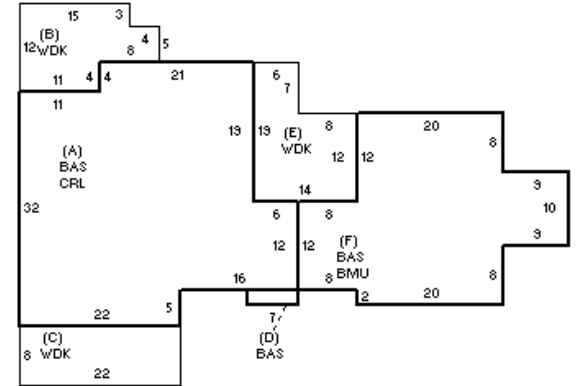 15 3
(B)
12 WDK 4 5
8
11 4 4 21 6
7
11
8 20
8
19 19 (E)
WDK
12 12
(A)
BAS
CRL
9
14
32 10
6 8
9
12 12 (F)
BAS
BMU
8
16 8
2 20
22 5
7
(C) (D)
8 WDK BAS
22